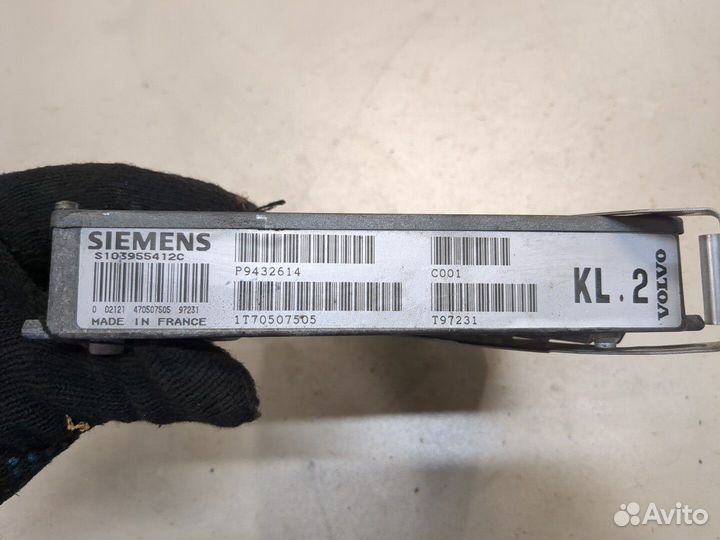 SIEMENS
S103955412C
0 02121 470507505 97231
MADE IN FRANCE
P9432614
1T70507505
C001
T97231
KL.2
VOLVO
Avito